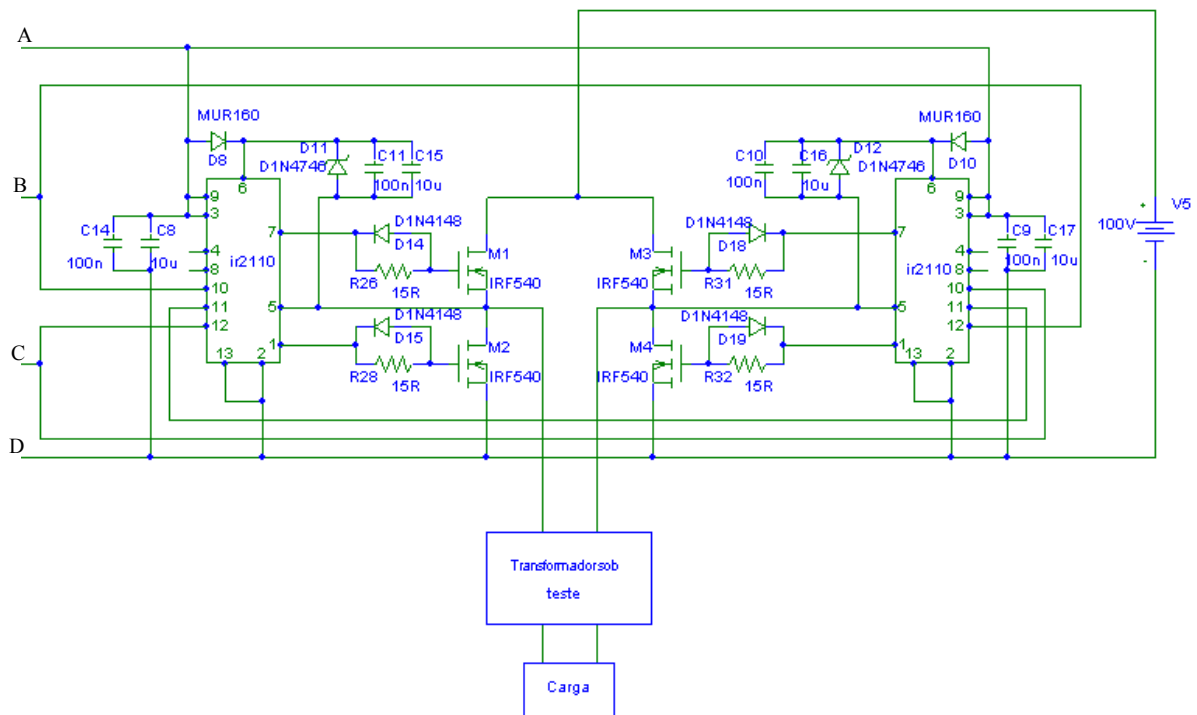 A
B
C
D
MUR160
D8
D11
D1N4746
C11
100n
C15
10u
6
9
3
4
8
10
11
12
13
2
7
5
1
ir2110
C14
100n
C8
10u
D1N4148
D14
R26
15R
M1
IRF540
D1N4148
D15
R28
15R
M2
IRF540
MUR160
D10
D12
D1N4746
C10
100n
C16
10u
D1N4148
D18
R31
15R
M3
IRF540
D1N4148
D19
R32
15R
M4
IRF540
6
9
3
4
8
10
11
12
13
2
7
5
1
ir2110
C9
100n
C17
10u
V5
+
100V
-
Transformadorsob
teste
Carga